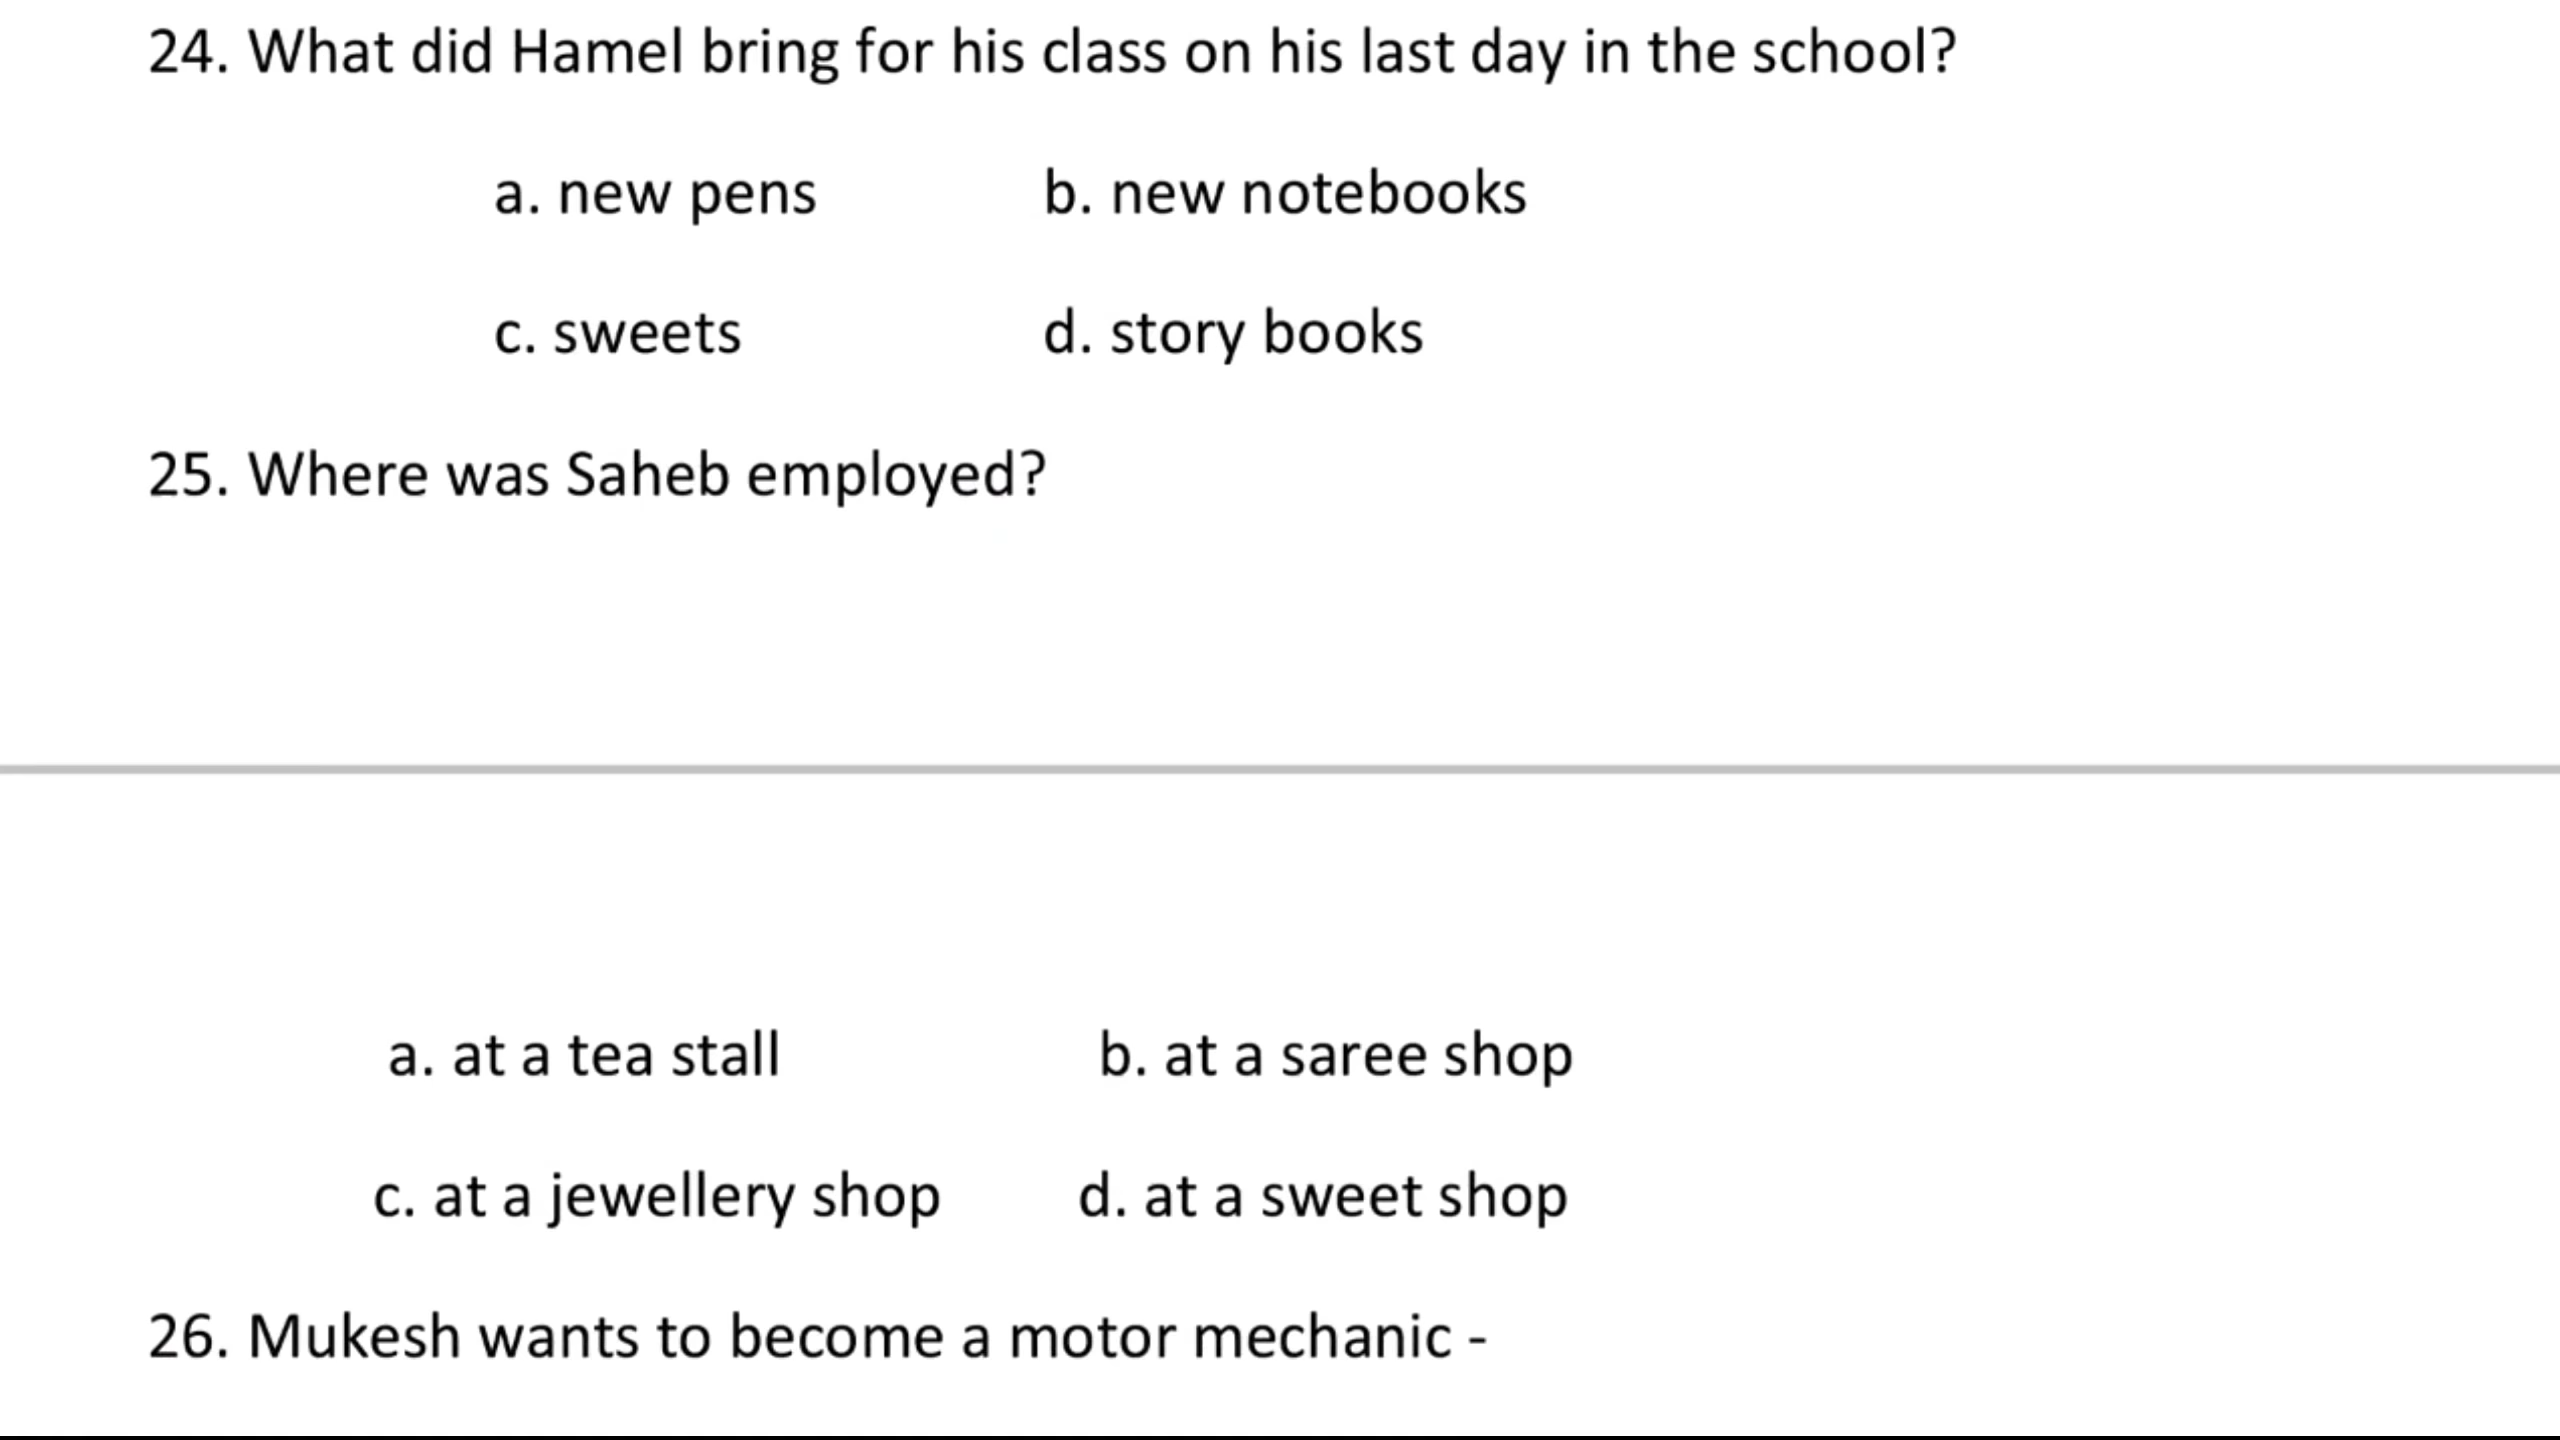 24. What did Hamel bring for his class on his last day in the school?
a. new pens b. new notebooks
c. sweets d. story books
25. Where was Saheb employed?
a. at a tea stall b. at a saree shop
c. at a jewellery shop d. at a sweet shop
26. Mukesh wants to become a motor mechanic -